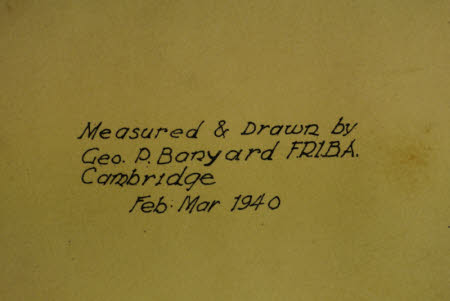 Measured & Drawn by
Geo. P. Banyard F.R.I.B.A.
Cambridge
Feb. Mar 1940